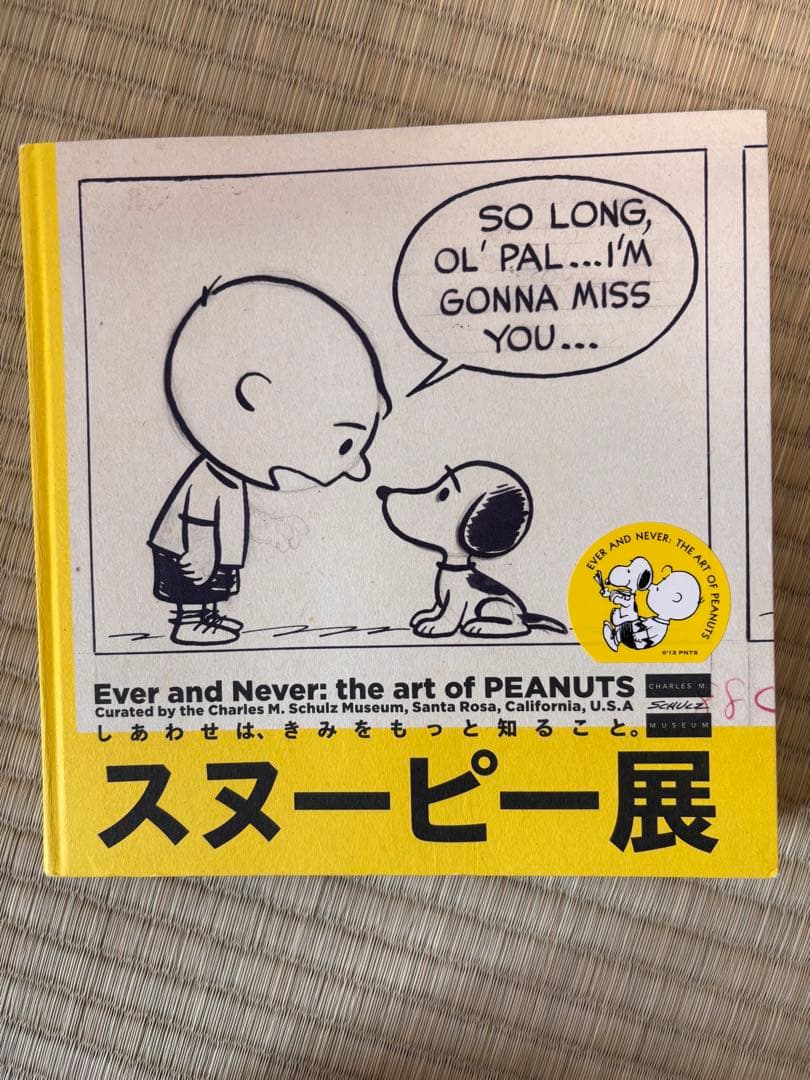 SO LONG,
OL' PAL...I'M
GONNA MISS
YOU...
EVER AND NEVER: THE ART OF PEANUTS
©'13 PNTS
Ever and Never: the art of PEANUTS
Curated by the Charles M. Schulz Museum, Santa Rosa, California, U.S.A
CHARLES M.
SCHULZ
MUSEUM
しあわせは、きみをもっと知ること。
スヌーピー展